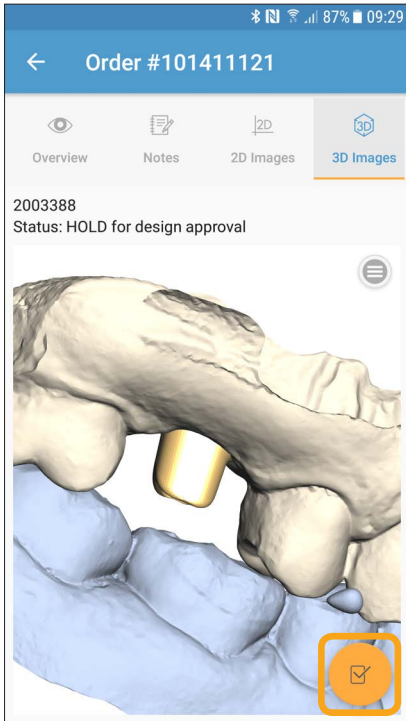 87% 09:29
Order #101411121
3D
2D
Overview
Notes
2D Images
3D Images
2003388
Status: HOLD for design approval